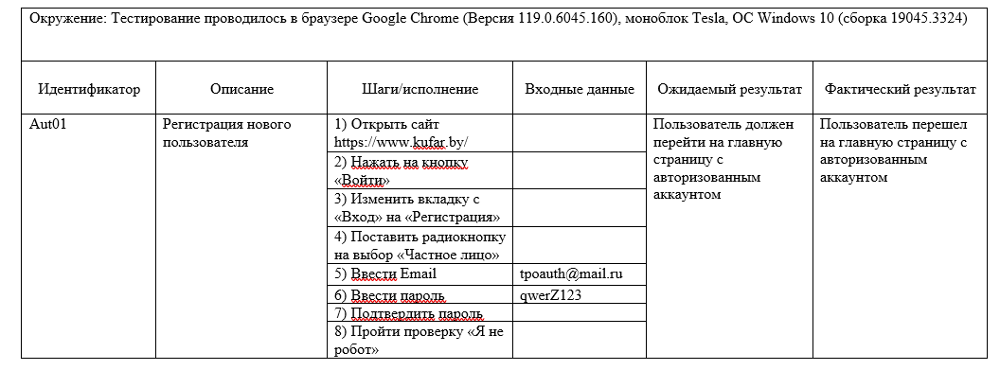 Окружение: Тестирование проводилось в браузере Google Chrome (Версия 119.0.6045.160), моноблок Tesla, ОС Windows 10 (сборка 19045.3324)
Идентификатор
Описание
Шаги/исполнение
Входные данные
Ожидаемый результат
Фактический результат
Aut01
Регистрация нового
пользователя
1) Открыть сайт
https://www.kufar.by/
2) Нажать на кнопку
«Войти»
3) Изменить вкладку с
«Вход» на «Регистрация»
4) Поставить радиокнопку
на выбор «Частное лицо»
5) Ввести Email
tpoauth@mail.ru
6) Ввести пароль
qwerZ123
7) Подтвердить пароль
8) Пройти проверку «Я не
робот»
Пользователь должен
перейти на главную
страницу с
авторизованным
аккаунтом
Пользователь перешел
на главную страницу с
авторизованным
аккаунтом